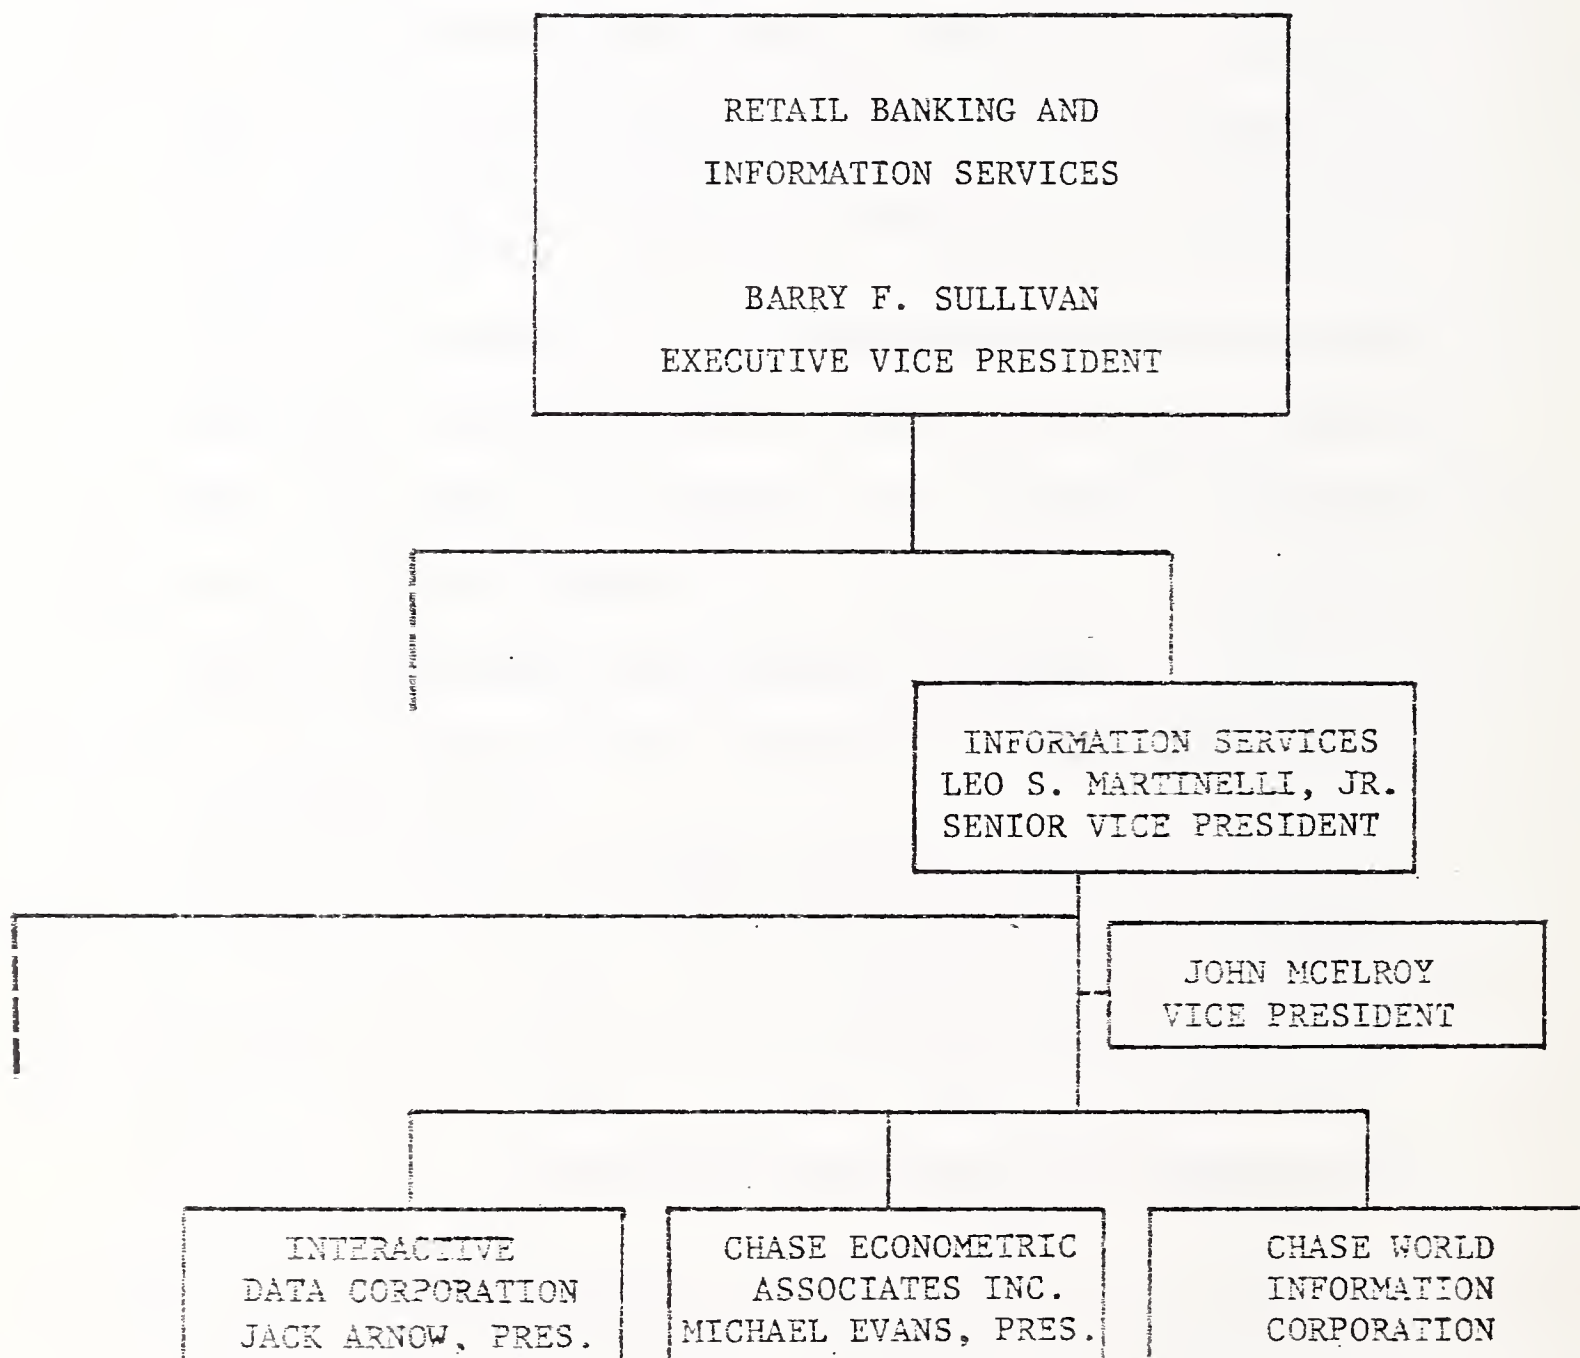 RETAIL BANKING AND
INFORMATION SERVICES
BARRY F. SULLIVAN
EXECUTIVE VICE PRESIDENT
INFORMATION SERVICES
LEO S. MARTINELLI, JR.
SENIOR VICE PRESIDENT
JOHN MCELROY
VICE PRESIDENT
INTERACTIVE
DATA CORPORATION
JACK ARNOW, PRES.
CHASE ECONOMETRIC
ASSOCIATES INC.
MICHAEL EVANS, PRES.
CHASE WORLD
INFORMATION
CORPORATION